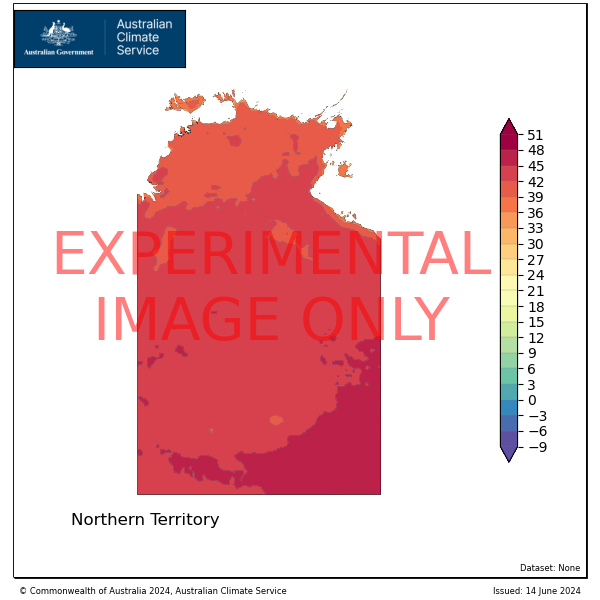 Australian
Climate
Service
Australian Government
51
48
45
42
39
36
33
30
27
24
21
18
15
12
9
6
3
0
−3
−6
−9
EXPERIMENTAL
IMAGE ONLY
Northern Territory
Dataset: None
© Commonwealth of Australia 2024, Australian Climate Service
Issued: 14 June 2024